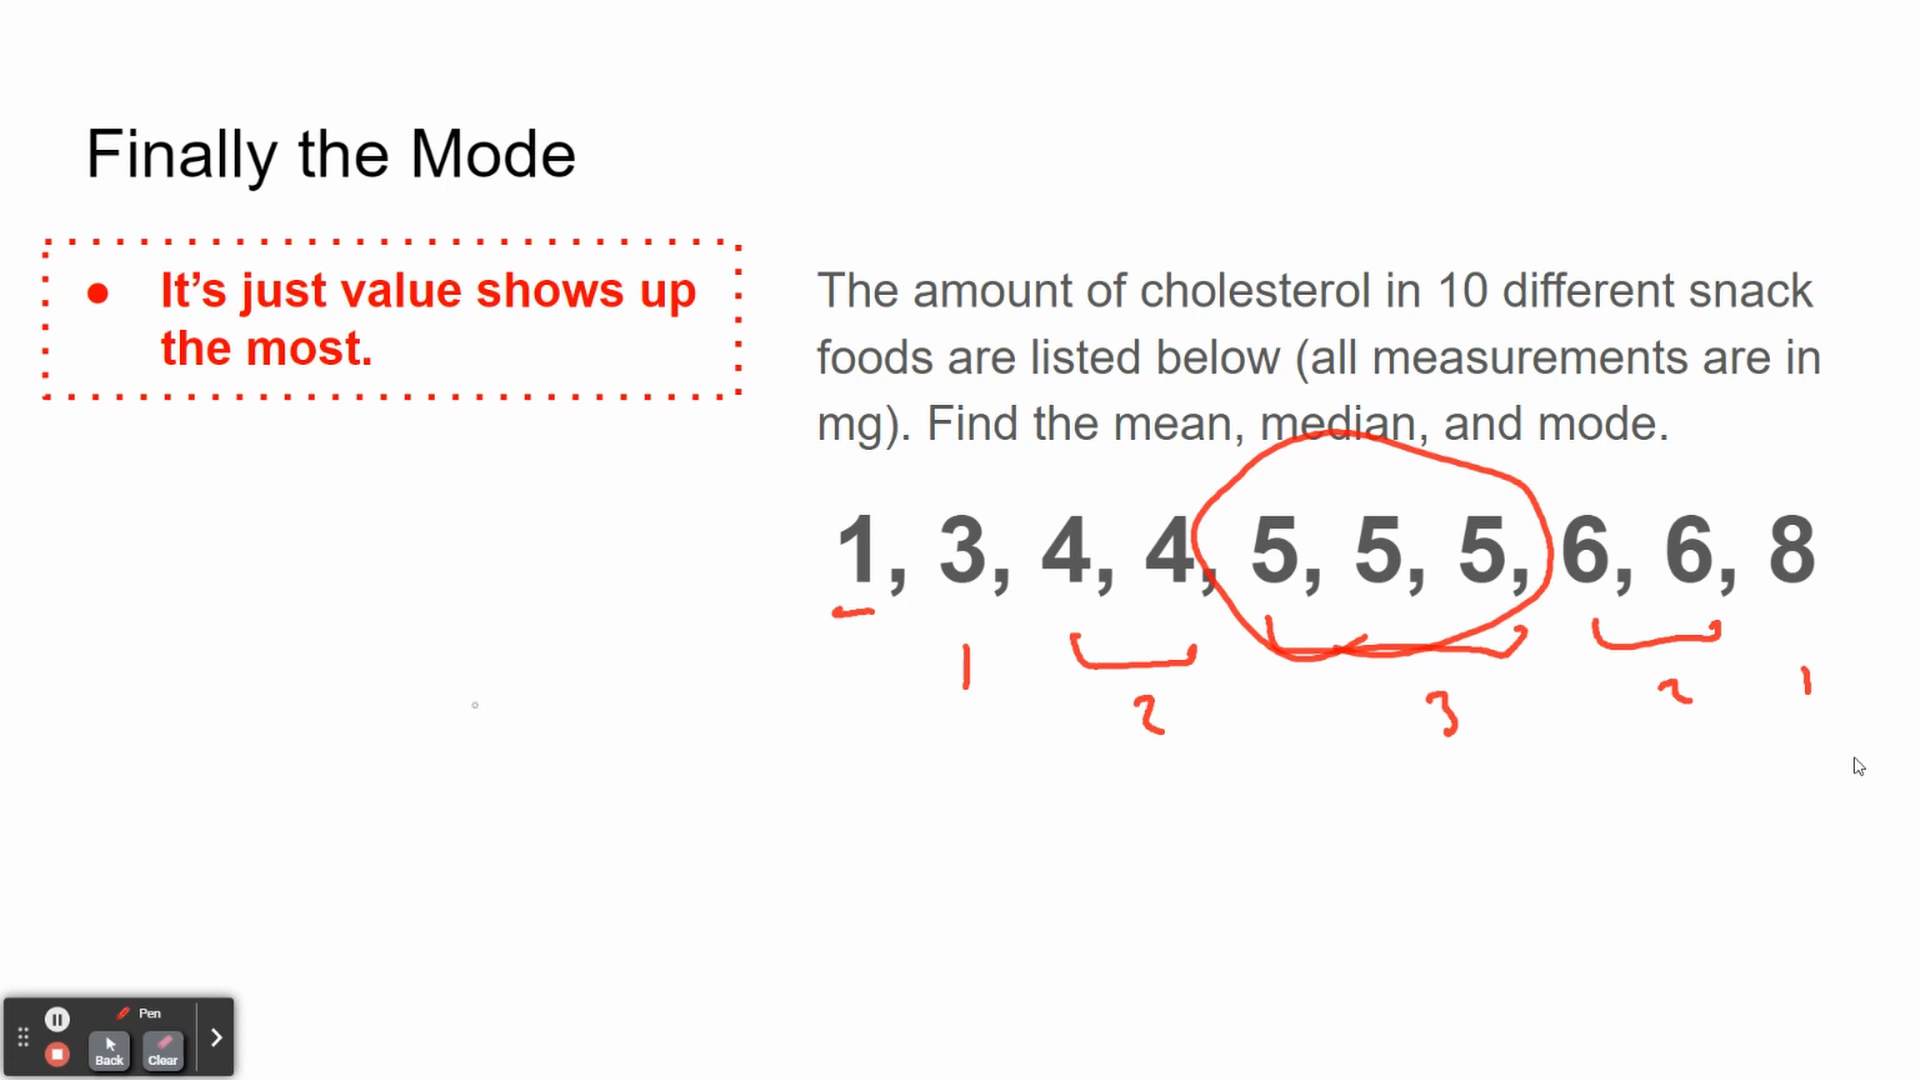 Finally the Mode
● It's just value shows up
the most.
The amount of cholesterol in 10 different snack
foods are listed below (all measurements are in
mg). Find the mean, median, and mode.
1, 3, 4, 4, 5, 5, 5, 6, 6, 8
1 2 3 2 1
Pen
Back Clear